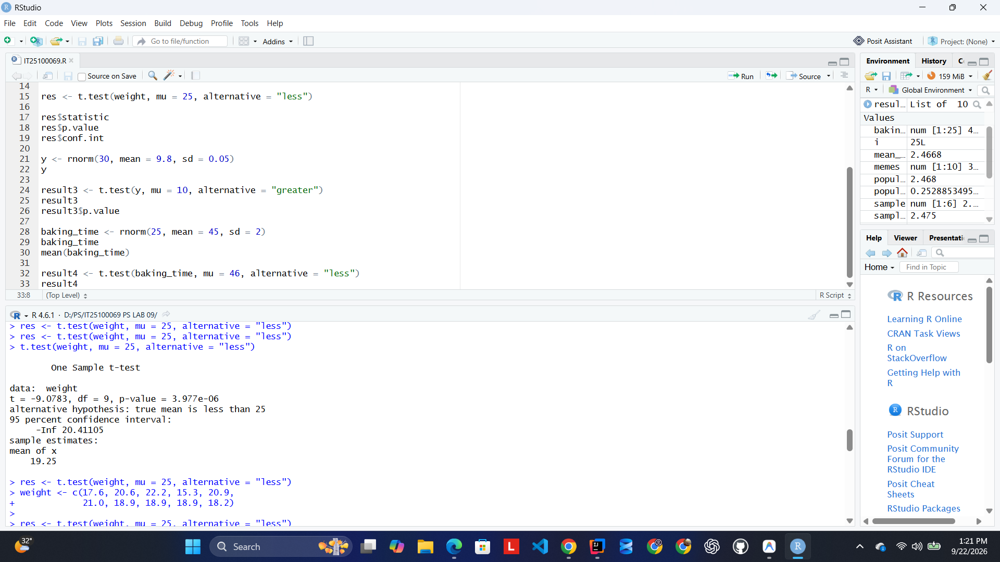 RStudio
File Edit Code View Plots Session Build Debug Profile Tools Help
Go to file/function Addins Posit Assistant Project: (None)
IT25100069.R
Source on Save Run Source
14
15 res <- t.test(weight, mu = 25, alternative = "less")
16
17 res$statistic
18 res$p.value
19 res$conf.int
20
21 y <- rnorm(30, mean = 9.8, sd = 0.05)
22 y
23
24 result3 <- t.test(y, mu = 10, alternative = "greater")
25 result3
26 result3$p.value
27
28 baking_time <- rnorm(25, mean = 45, sd = 2)
29 baking_time
30 mean(baking_time)
31
32 result4 <- t.test(baking_time, mu = 46, alternative = "less")
33 result4
33:8 (Top Level) R Script
R 4.6.1 · D:/PS/IT25100069 PS LAB 09/
> res <- t.test(weight, mu = 25, alternative = "less")
> res <- t.test(weight, mu = 25, alternative = "less")
> t.test(weight, mu = 25, alternative = "less")
One Sample t-test
data: weight
t = -9.0783, df = 9, p-value = 3.977e-06
alternative hypothesis: true mean is less than 25
95 percent confidence interval:
-Inf 20.41105
sample estimates:
mean of x
19.25
> res <- t.test(weight, mu = 25, alternative = "less")
> weight <- c(17.6, 20.6, 22.2, 15.3, 20.9,
+ 21.0, 18.9, 18.9, 18.9, 18.2)
>
> res <- t.test(weight, mu = 25, alternative = "less")
Environment History C
159 MiB
R Global Environment
resul… List of 10
Values
bakin… num [1:25] 4…
i 25L
mean_… 2.4668
memes num [1:10] 3…
popul… 2.468
popul… 0.2528853495…
sample num [1:6] 2.…
sampl… 2.475
Help Viewer Presentati
Home Find in Topic
R Resources
Learning R Online
CRAN Task Views
R on
StackOverflow
Getting Help with
R
RStudio
Posit Support
Posit Community
Forum for the
RStudio IDE
Posit Cheat
Sheets
RStudio Packages
32°
Search
1:21 PM
9/22/2026